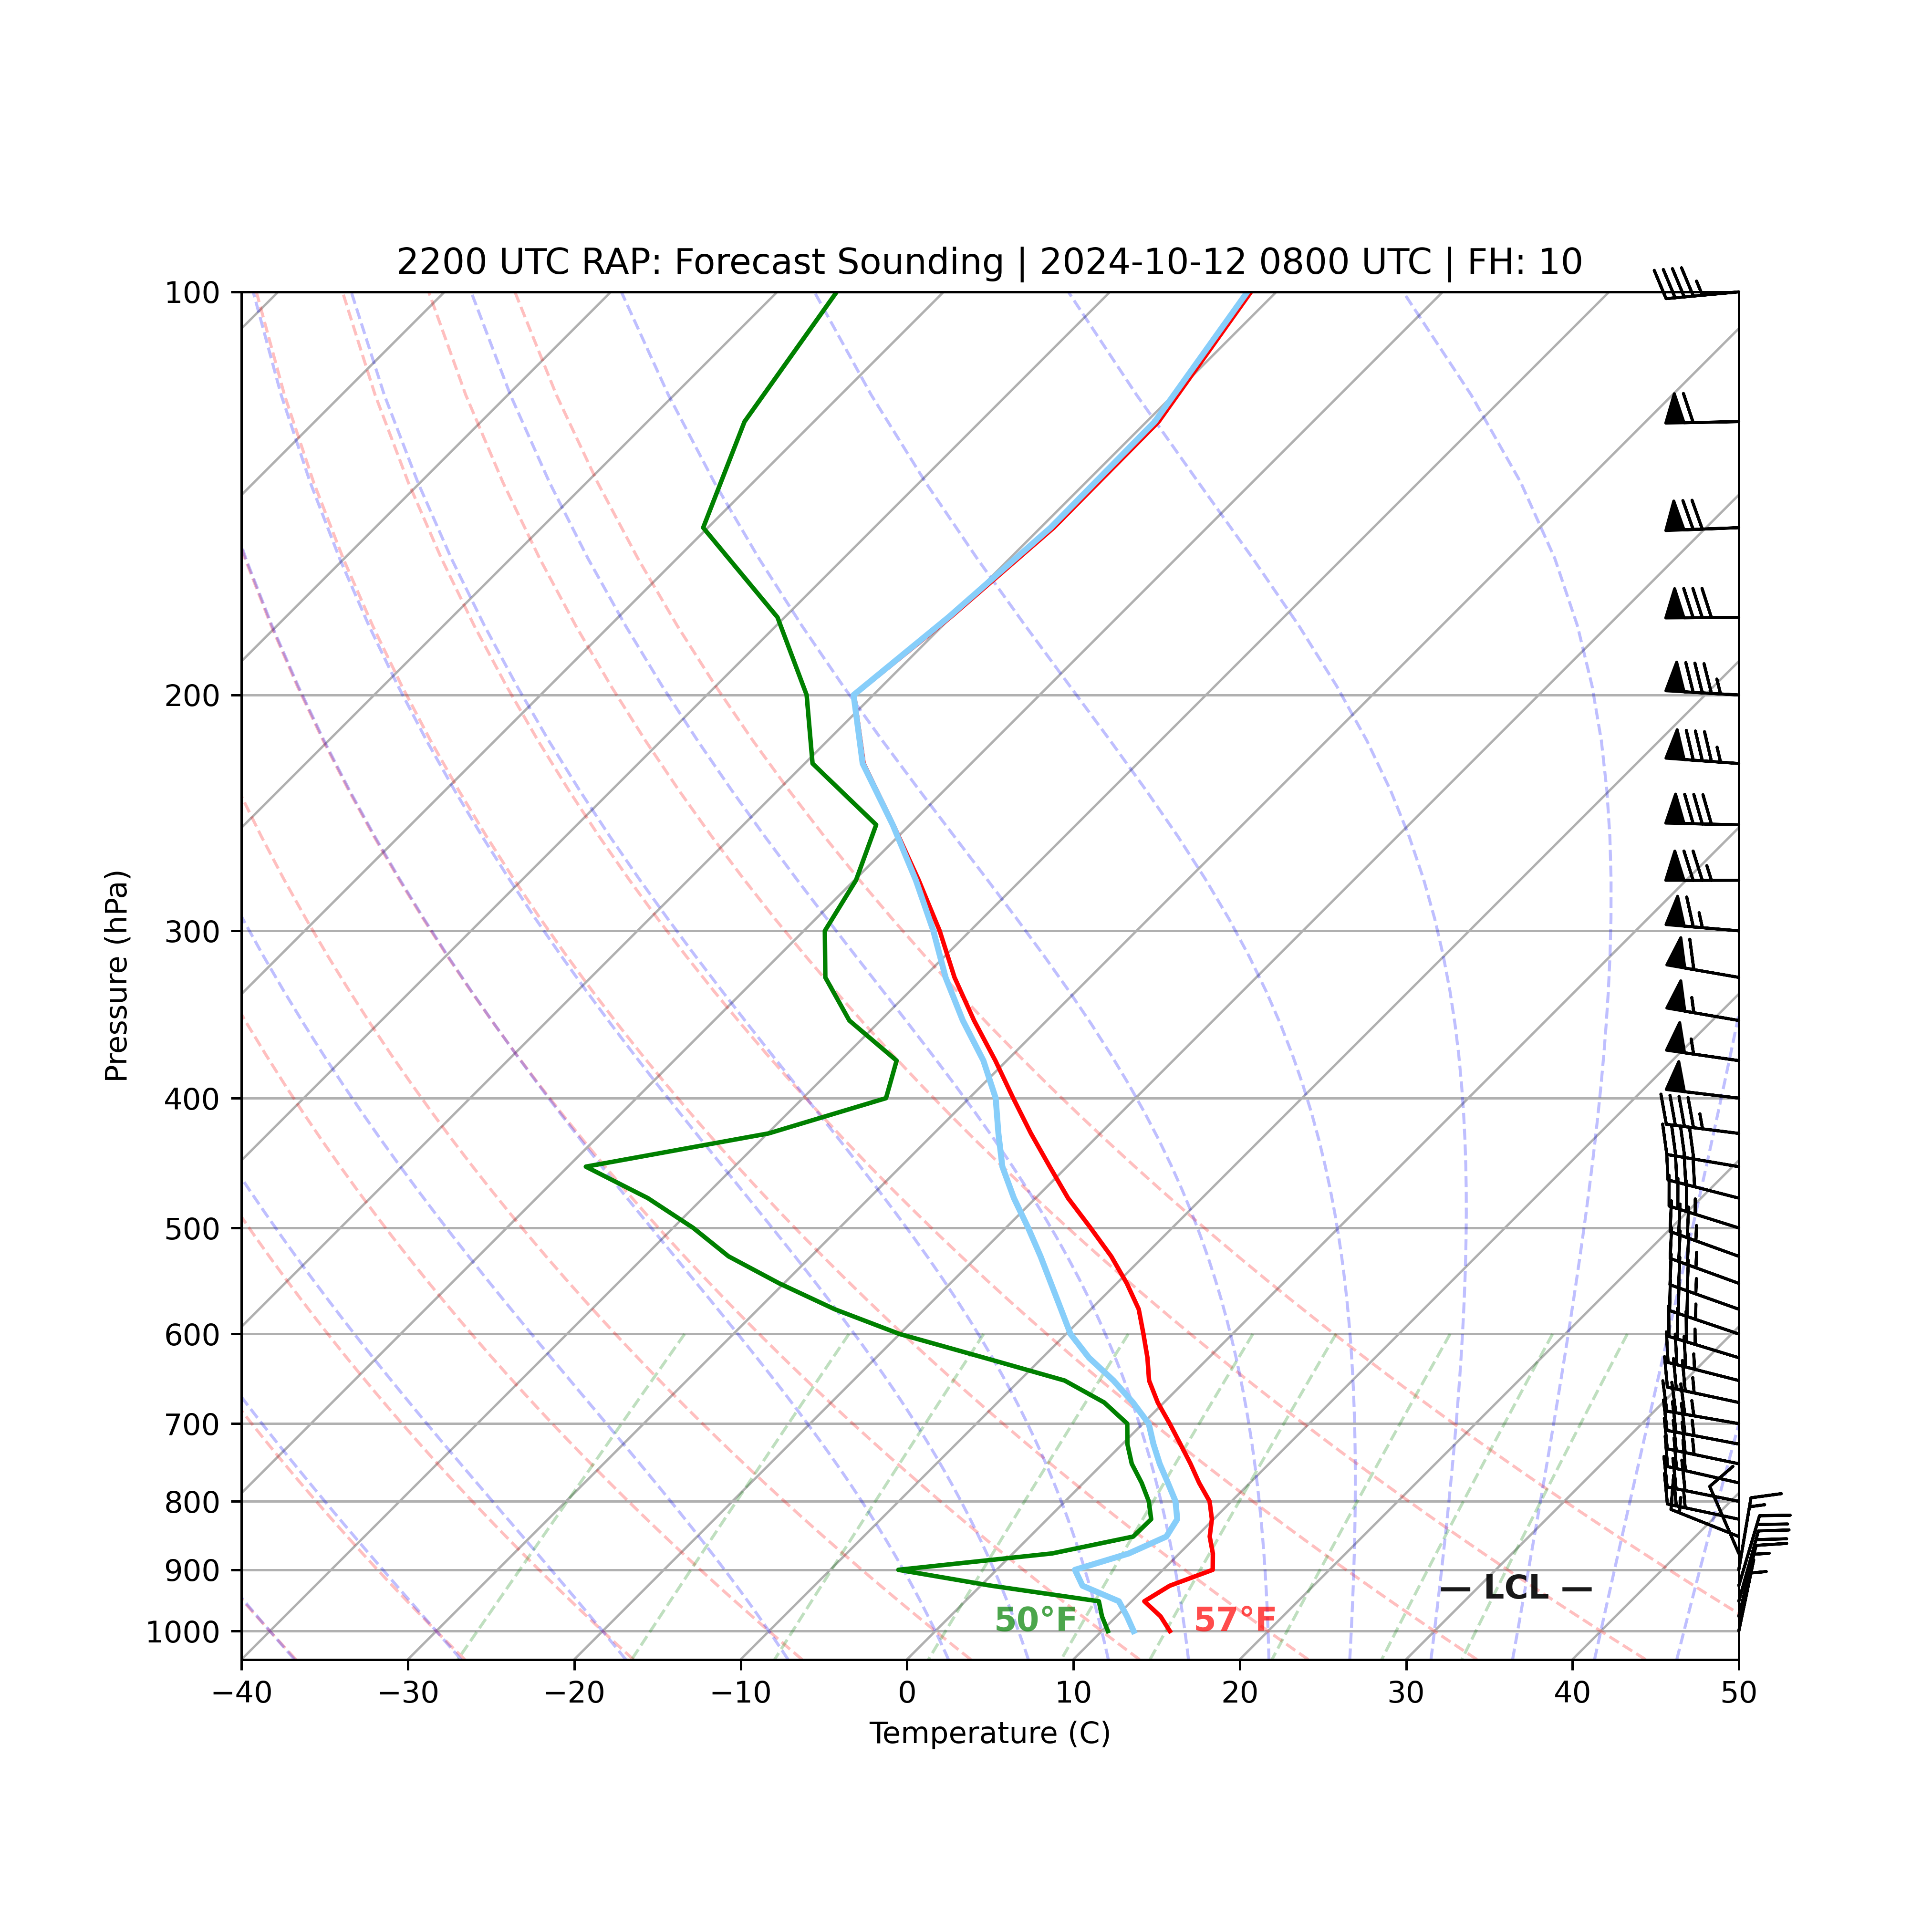 2200 UTC RAP: Forecast Sounding | 2024-10-12 0800 UTC | FH: 10
100
200
300
400
500
600
700
800
900
1000
Pressure (hPa)
— LCL —
50°F
57°F
−40 −30 −20 −10 0 10 20 30 40 50
Temperature (C)